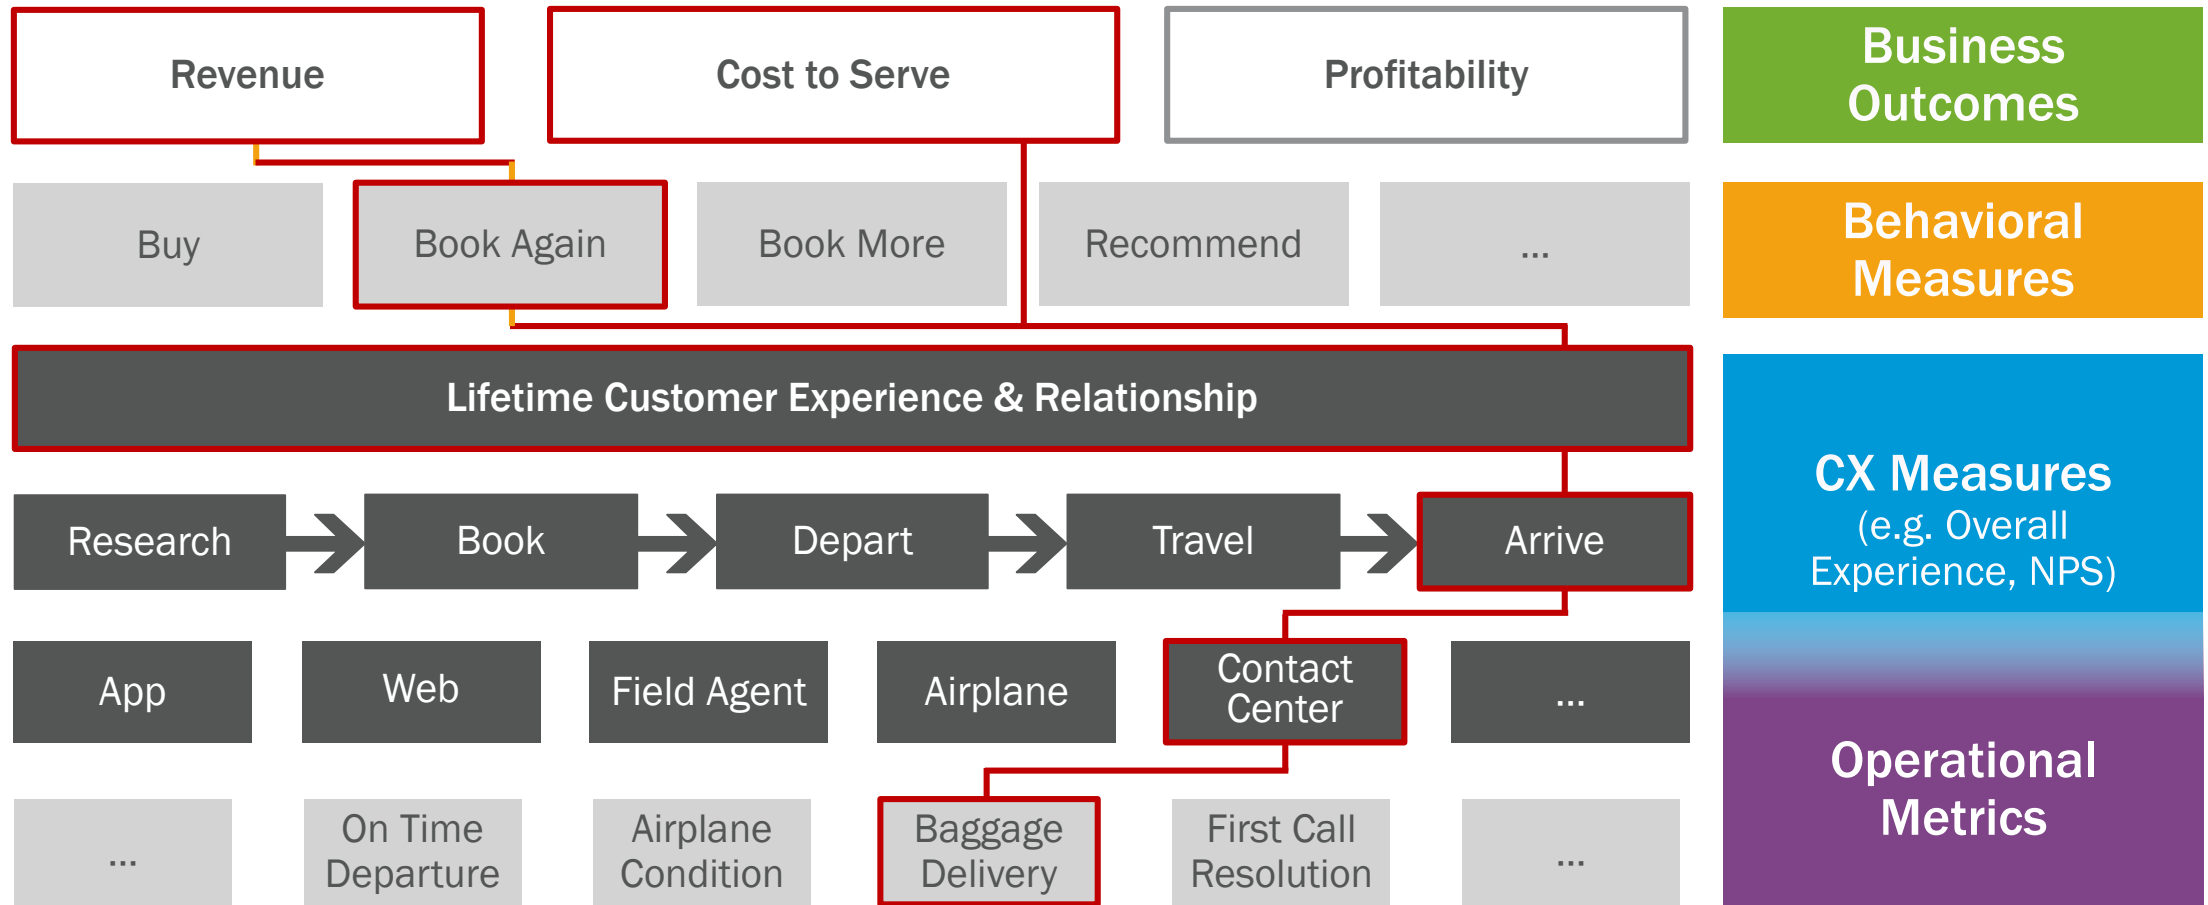 Revenue
Cost to Serve
Profitability
Business
Outcomes
Buy
Book Again
Book More
Recommend
...
Behavioral
Measures
Lifetime Customer Experience & Relationship
CX Measures
(e.g. Overall
Experience, NPS)
Research
Book
Depart
Travel
Arrive
App
Web
Field Agent
Airplane
Contact
Center
...
Operational
Metrics
...
On Time
Departure
Airplane
Condition
Baggage
Delivery
First Call
Resolution
...